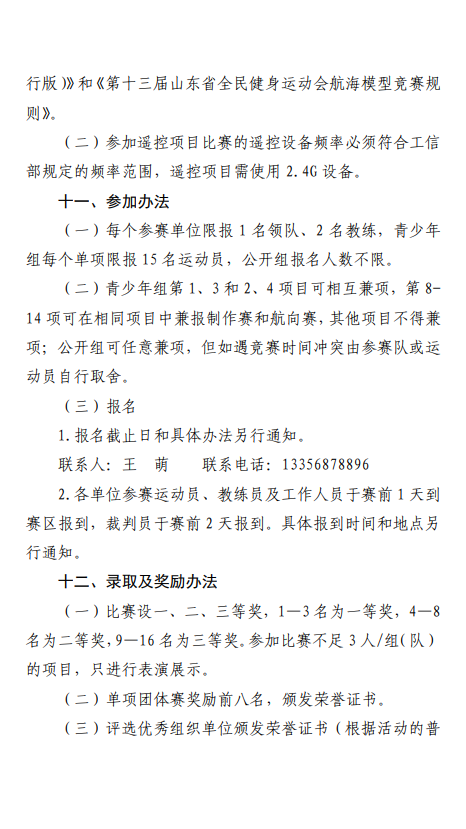 行版)》和《第十三届山东省全民健身运动会航海模型竞赛规
则》。
（二）参加遥控项目比赛的遥控设备频率必须符合工信
部规定的频率范围，遥控项目需使用 2.4G 设备。
十一、参加办法
（一）每个参赛单位限报 1 名领队、2 名教练，青少年
组每个单项限报 15 名运动员，公开组报名人数不限。
（二）青少年组第 1、3 和 2、4 项目可相互兼项，第 8-
14 项可在相同项目中兼报制作赛和航向赛，其他项目不得兼
项；公开组可任意兼项，但如遇竞赛时间冲突由参赛队或运
动员自行取舍。
（三）报名
1.报名截止日和具体办法另行通知。
联系人：王　萌　　联系电话：13356878896
2.各单位参赛运动员、教练员及工作人员于赛前 1 天到
赛区报到，裁判员于赛前 2 天报到。具体报到时间和地点另
行通知。
十二、录取及奖励办法
（一）比赛设一、二、三等奖，1—3 名为一等奖，4—8
名为二等奖，9—16 名为三等奖。参加比赛不足 3 人/组(队)
的项目，只进行表演展示。
（二）单项团体赛奖励前八名，颁发荣誉证书。
（三）评选优秀组织单位颁发荣誉证书（根据活动的普